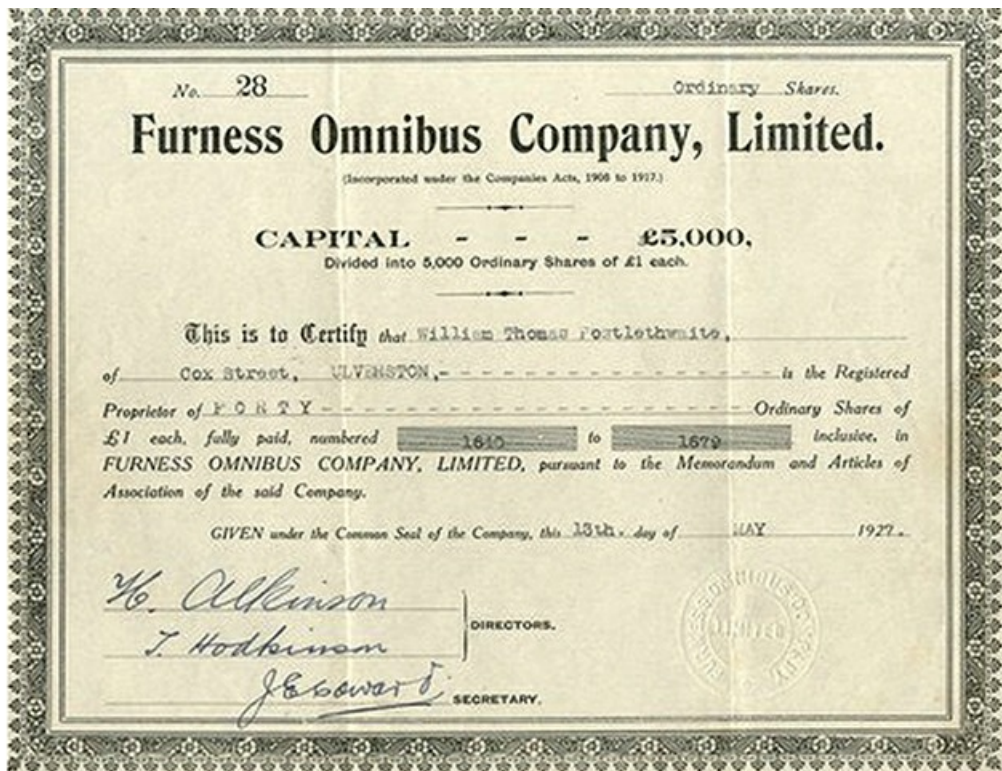 No. 28 Ordinary Shares.
Furness Omnibus Company, Limited.
(Incorporated under the Companies Acts, 1908 to 1917.)
CAPITAL - - - £5,000,
Divided into 5,000 Ordinary Shares of £1 each.
This is to Certify that William Thomas Postlethwaite,
of Cox Street, ULVERSTON,- - - - - - - - - - - - - - - - - - is the Registered
Proprietor of F O R T Y - - - - - - - - - - - - - - - - - - - - - - Ordinary Shares of
£1 each, fully paid, numbered 1640 to 1679 inclusive, in
FURNESS OMNIBUS COMPANY, LIMITED, pursuant to the Memorandum and Articles of
Association of the said Company.
GIVEN under the Common Seal of the Company, this 13th. day of MAY 1927.
H. Atkinson
T. Hodkinson
DIRECTORS.
J E Coward
SECRETARY.
LIMITED